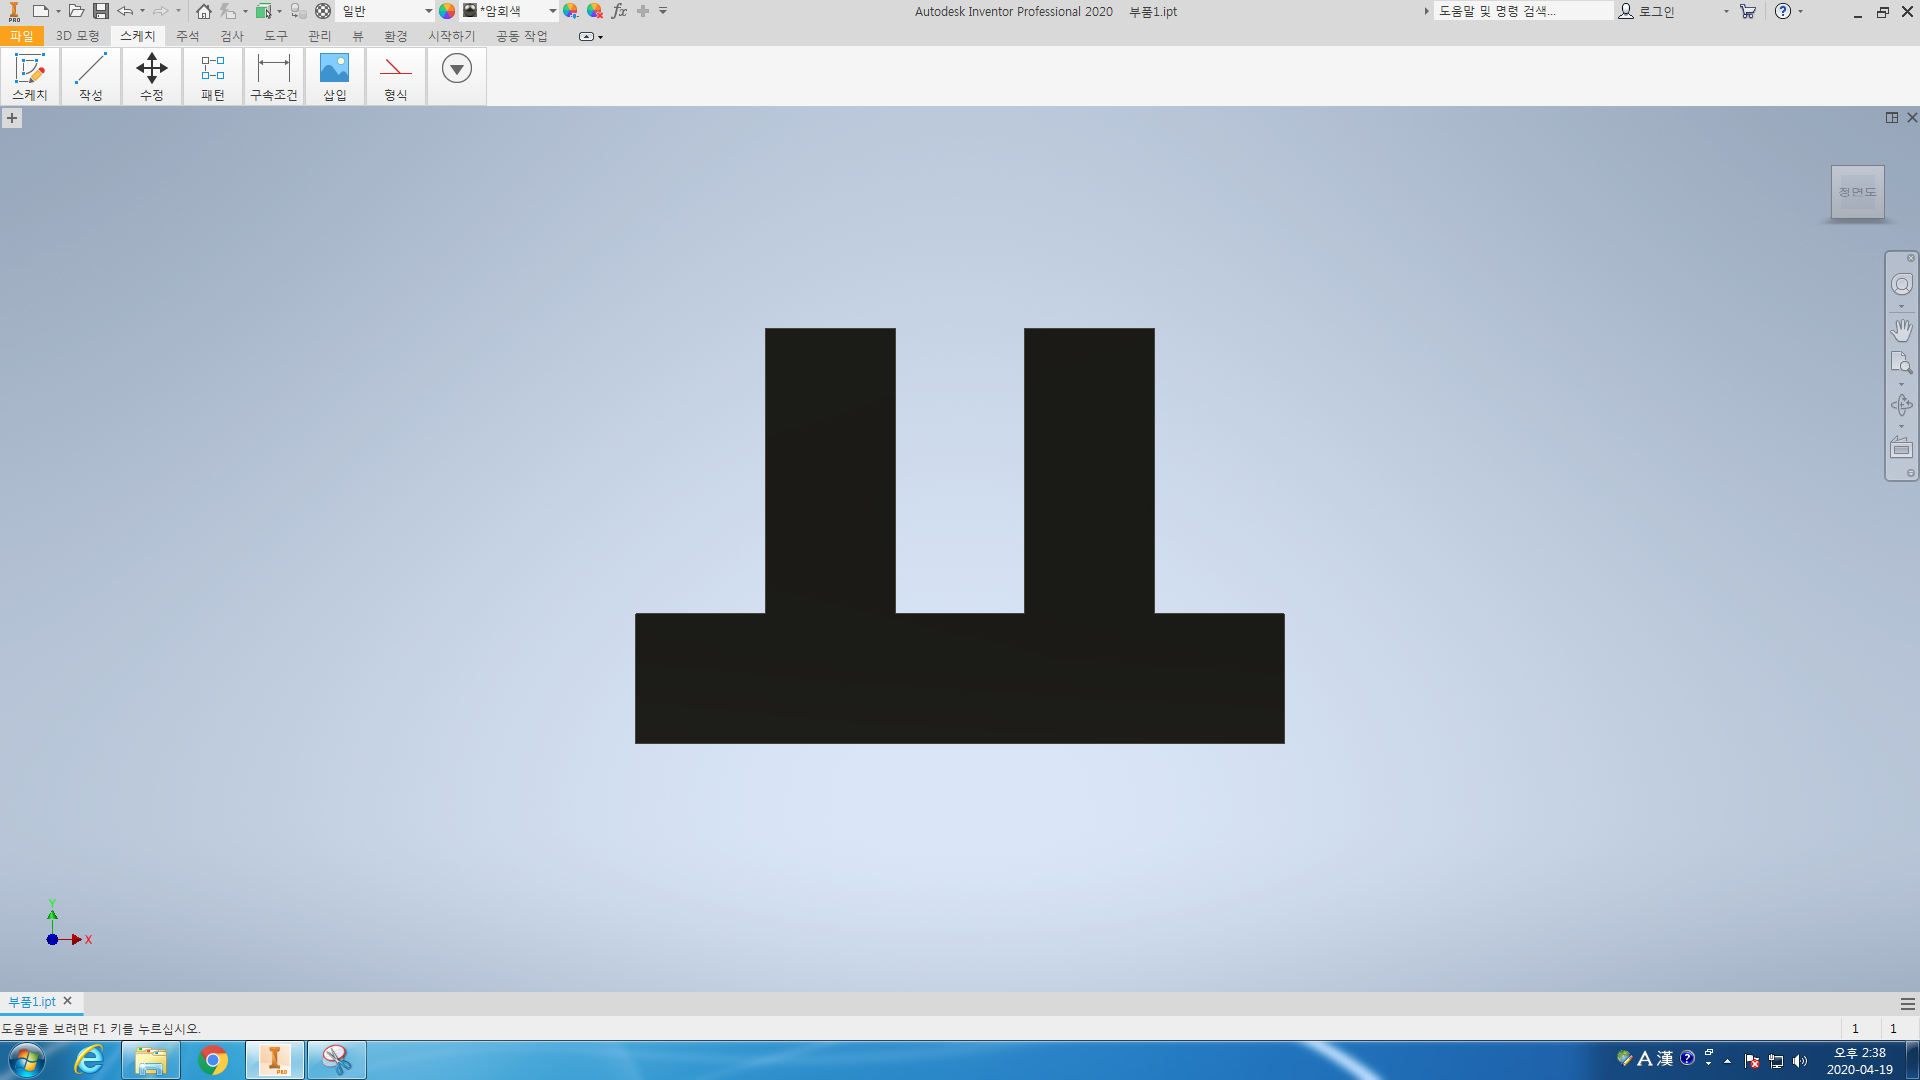 PRO 일반 *암회색 fx Autodesk Inventor Professional 2020 부품1.ipt 도움말 및 명령 검색... 로그인
파일 3D 모형 스케치 주석 검사 도구 관리 뷰 환경 시작하기 공동 작업
스케치 작성 수정 패턴 구속조건 삽입 형식
정면도
Y
X
부품1.ipt
도움말을 보려면 F1 키를 누르십시오. 1 1
PRO A 漢 오후 2:38
2020-04-19